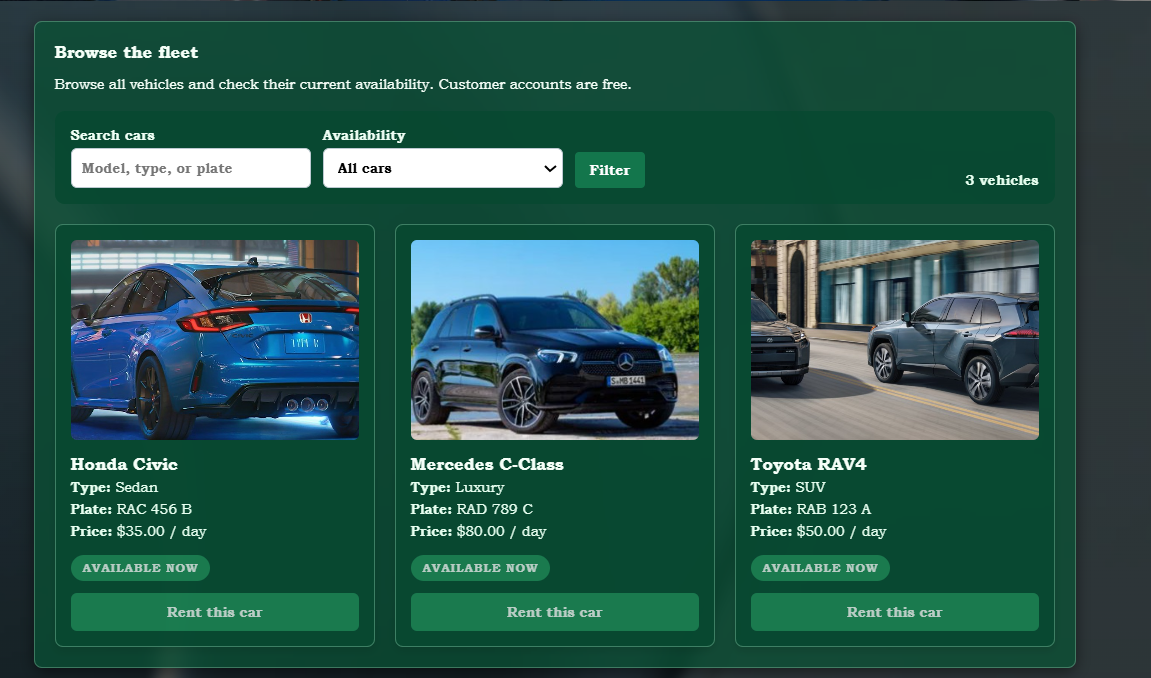 Browse the fleet
Browse all vehicles and check their current availability. Customer accounts are free.
Search cars
Availability
Model, type, or plate
All cars
Filter
3 vehicles
S·MB 1441
Honda Civic
Type: Sedan
Plate: RAC 456 B
Price: $35.00 / day
AVAILABLE NOW
Rent this car
Mercedes C-Class
Type: Luxury
Plate: RAD 789 C
Price: $80.00 / day
AVAILABLE NOW
Rent this car
Toyota RAV4
Type: SUV
Plate: RAB 123 A
Price: $50.00 / day
AVAILABLE NOW
Rent this car